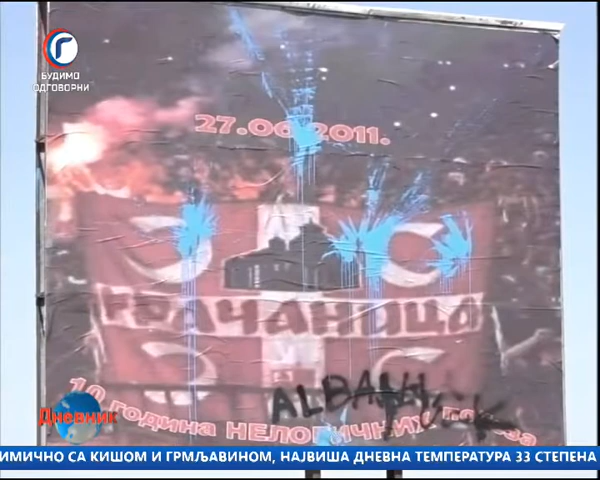 БУДИМО
ОДГОВОРНИ
27.06.2011.
ГРАЧАНИЦА
10 ГОДИНА НЕЛОГИЧНИХ
ALBANI
Дневник
ИМИЧНО СА КИШОМ И ГРМЉАВИНОМ, НАЈВИША ДНЕВНА ТЕМПЕРАТУРА 33 СТЕПЕНА